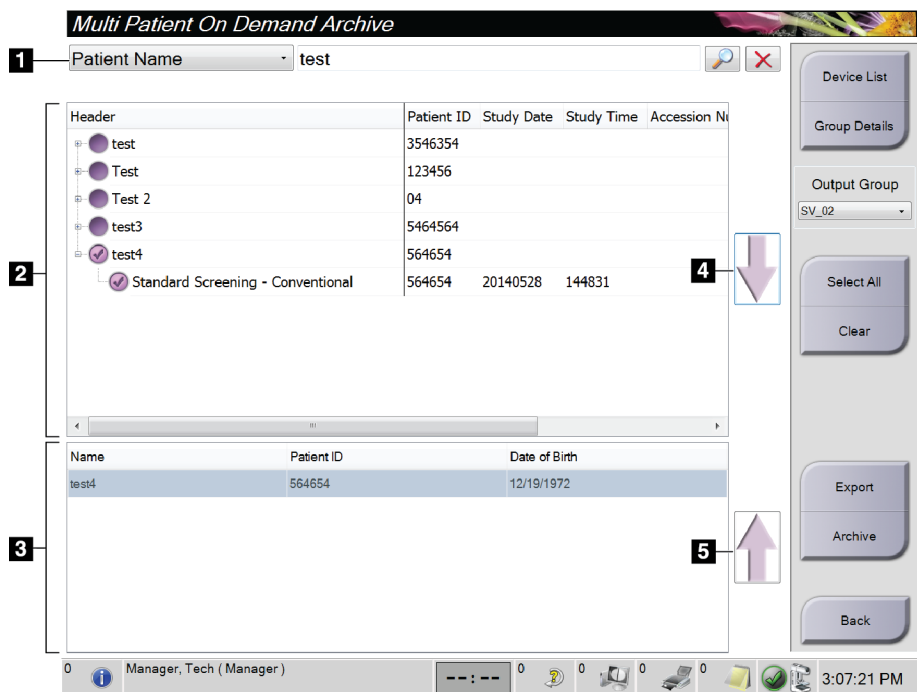 Multi Patient On Demand Archive
1
Patient Name
test
Device List
Group Details
Output Group
SV_02
Select All
Clear
Export
Archive
Back
2
Header Patient ID Study Date Study Time Accession Nu
test 3546354
Test 123456
Test 2 04
test3 5464564
test4 564654
Standard Screening - Conventional 564654 20140528 144831
4
3
Name Patient ID Date of Birth
test4 564654 12/19/1972
5
0 Manager, Tech ( Manager ) --:-- 0 0 0 0 3:07:21 PM